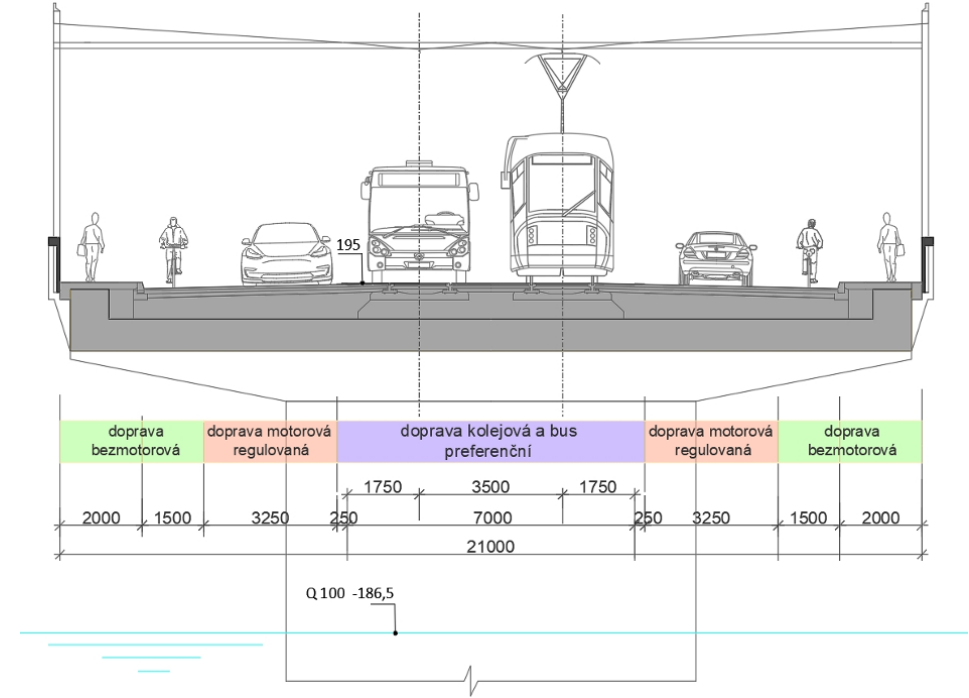 195
doprava
bezmotorová
doprava motorová
regulovaná
doprava kolejová a bus
preferenční
doprava motorová
regulovaná
doprava
bezmotorová
1750 3500 1750
2000 1500 3250 250 7000 250 3250 1500 2000
21000
Q 100 -186,5